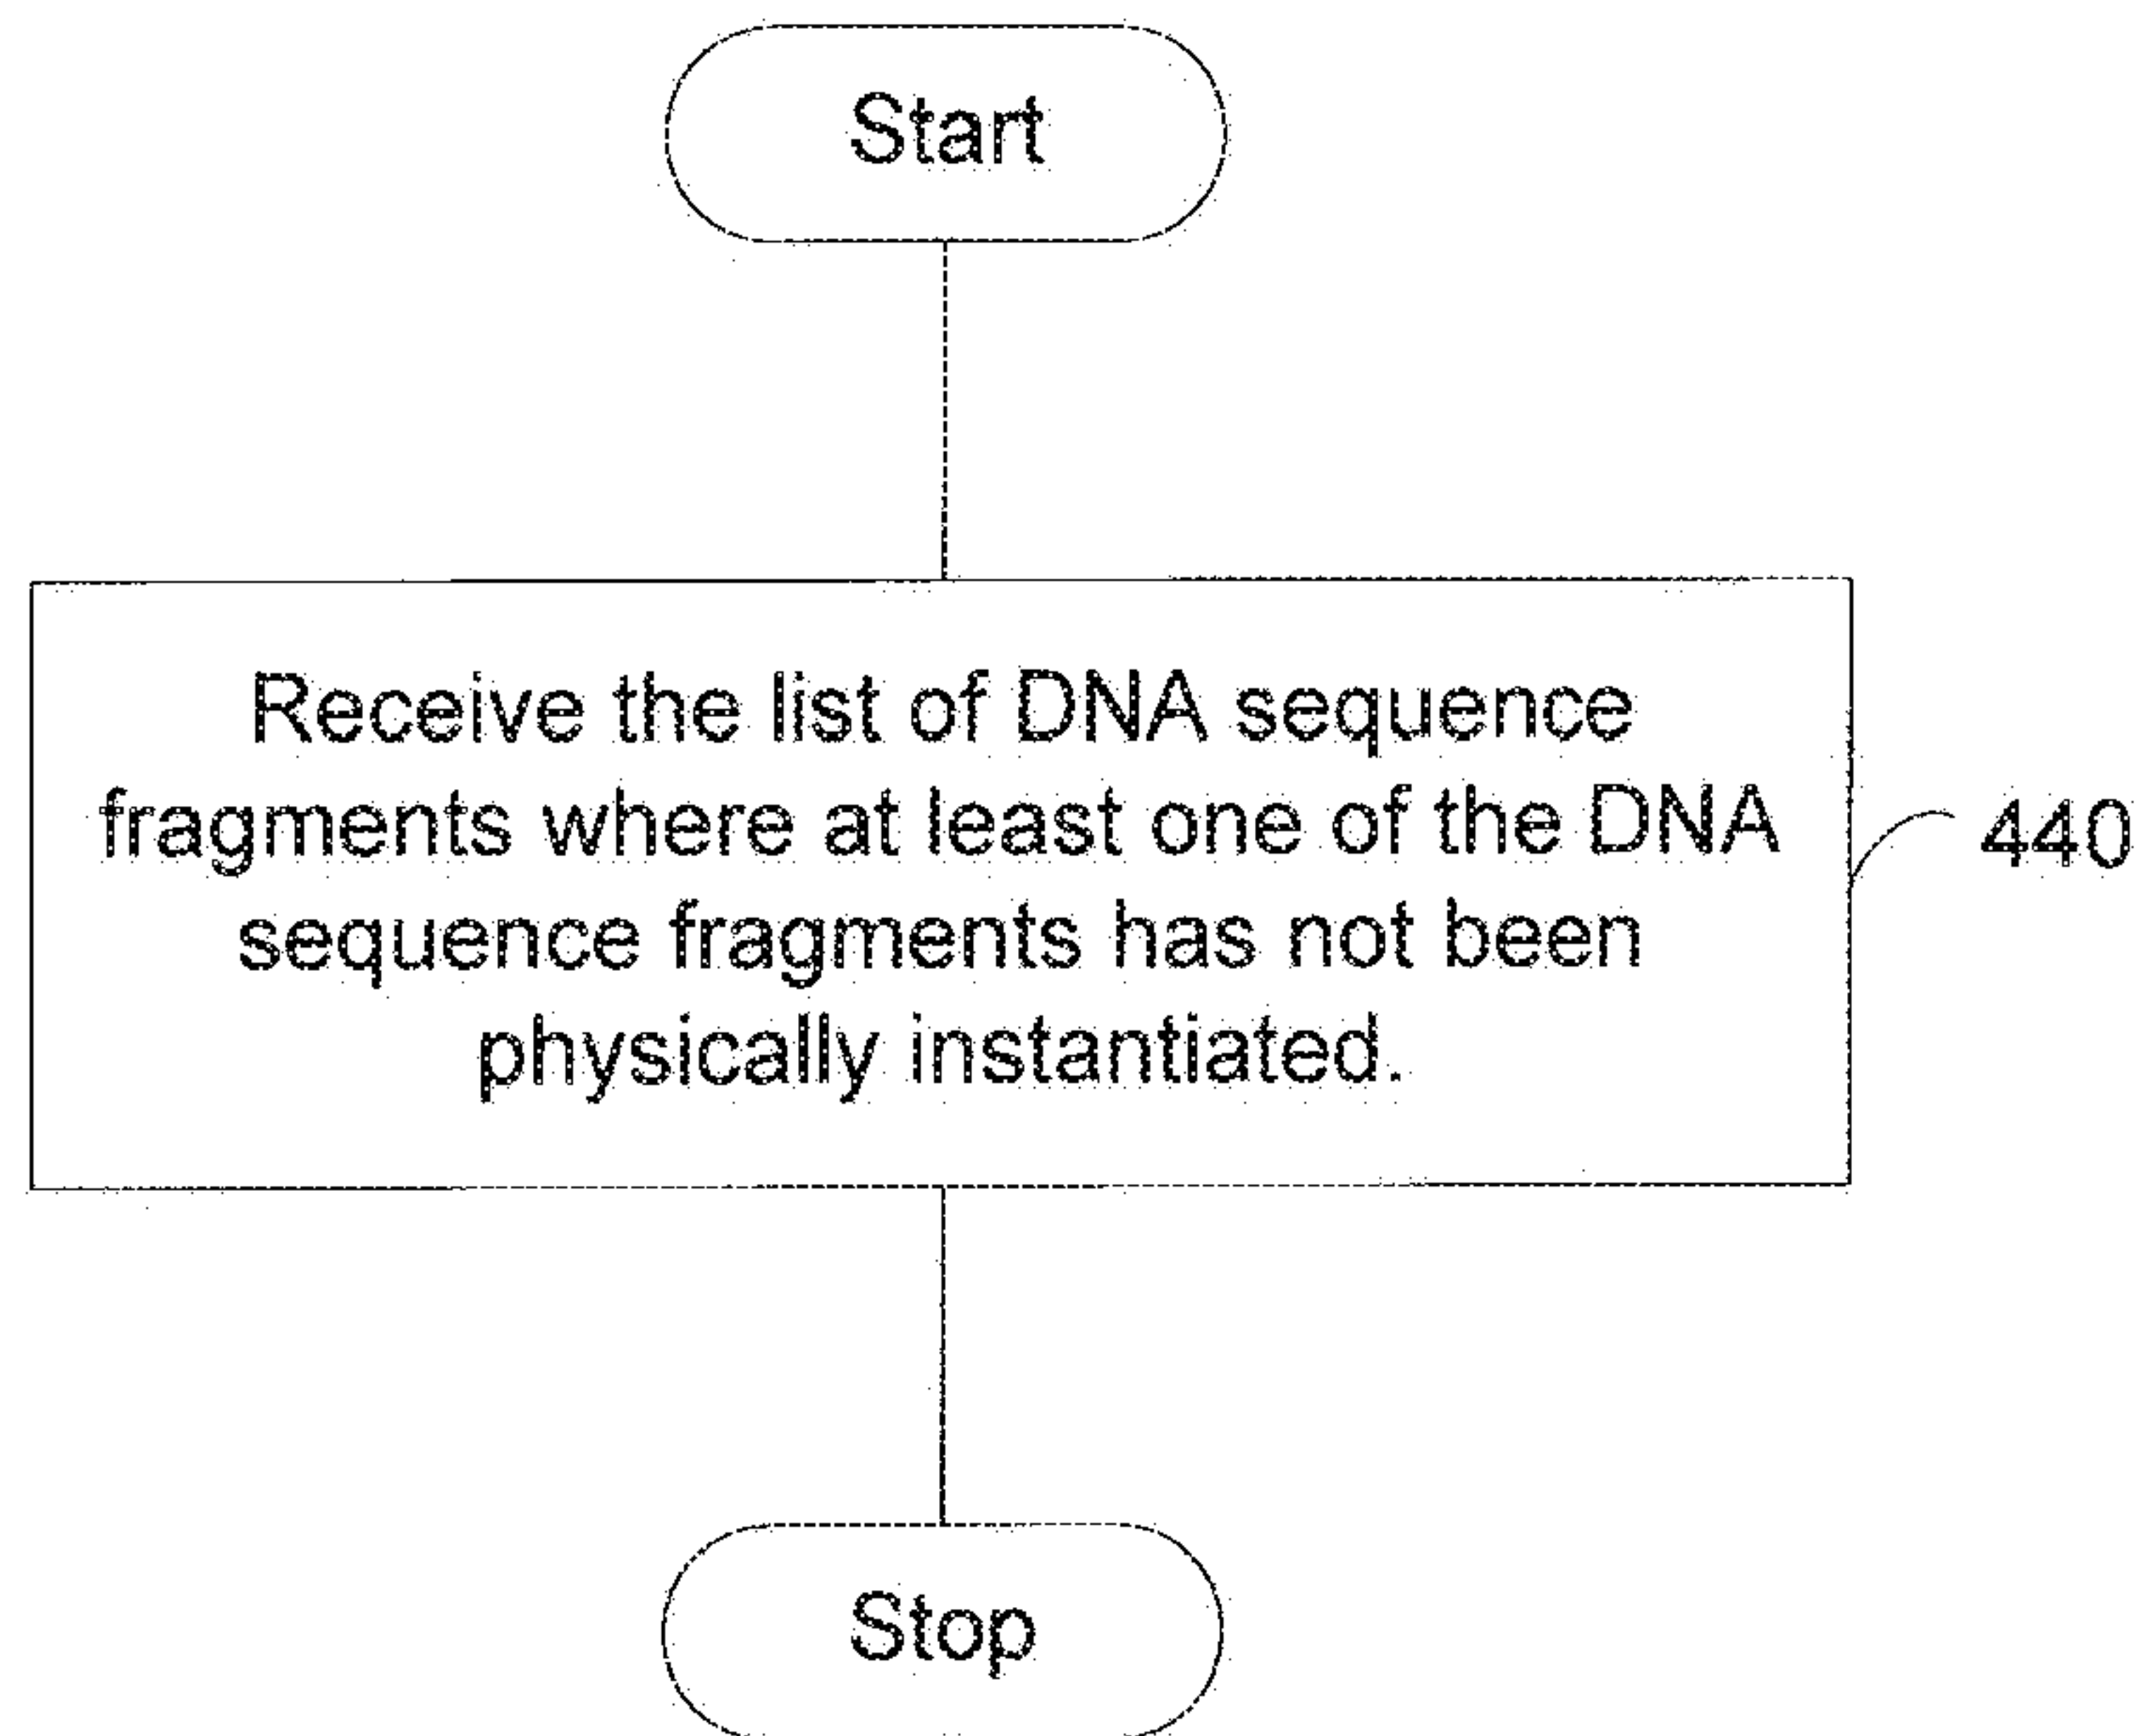 Start
Receive the list of DNA sequence
fragments where at least one of the DNA
sequence fragments has not been
physically instantiated.
440
Stop